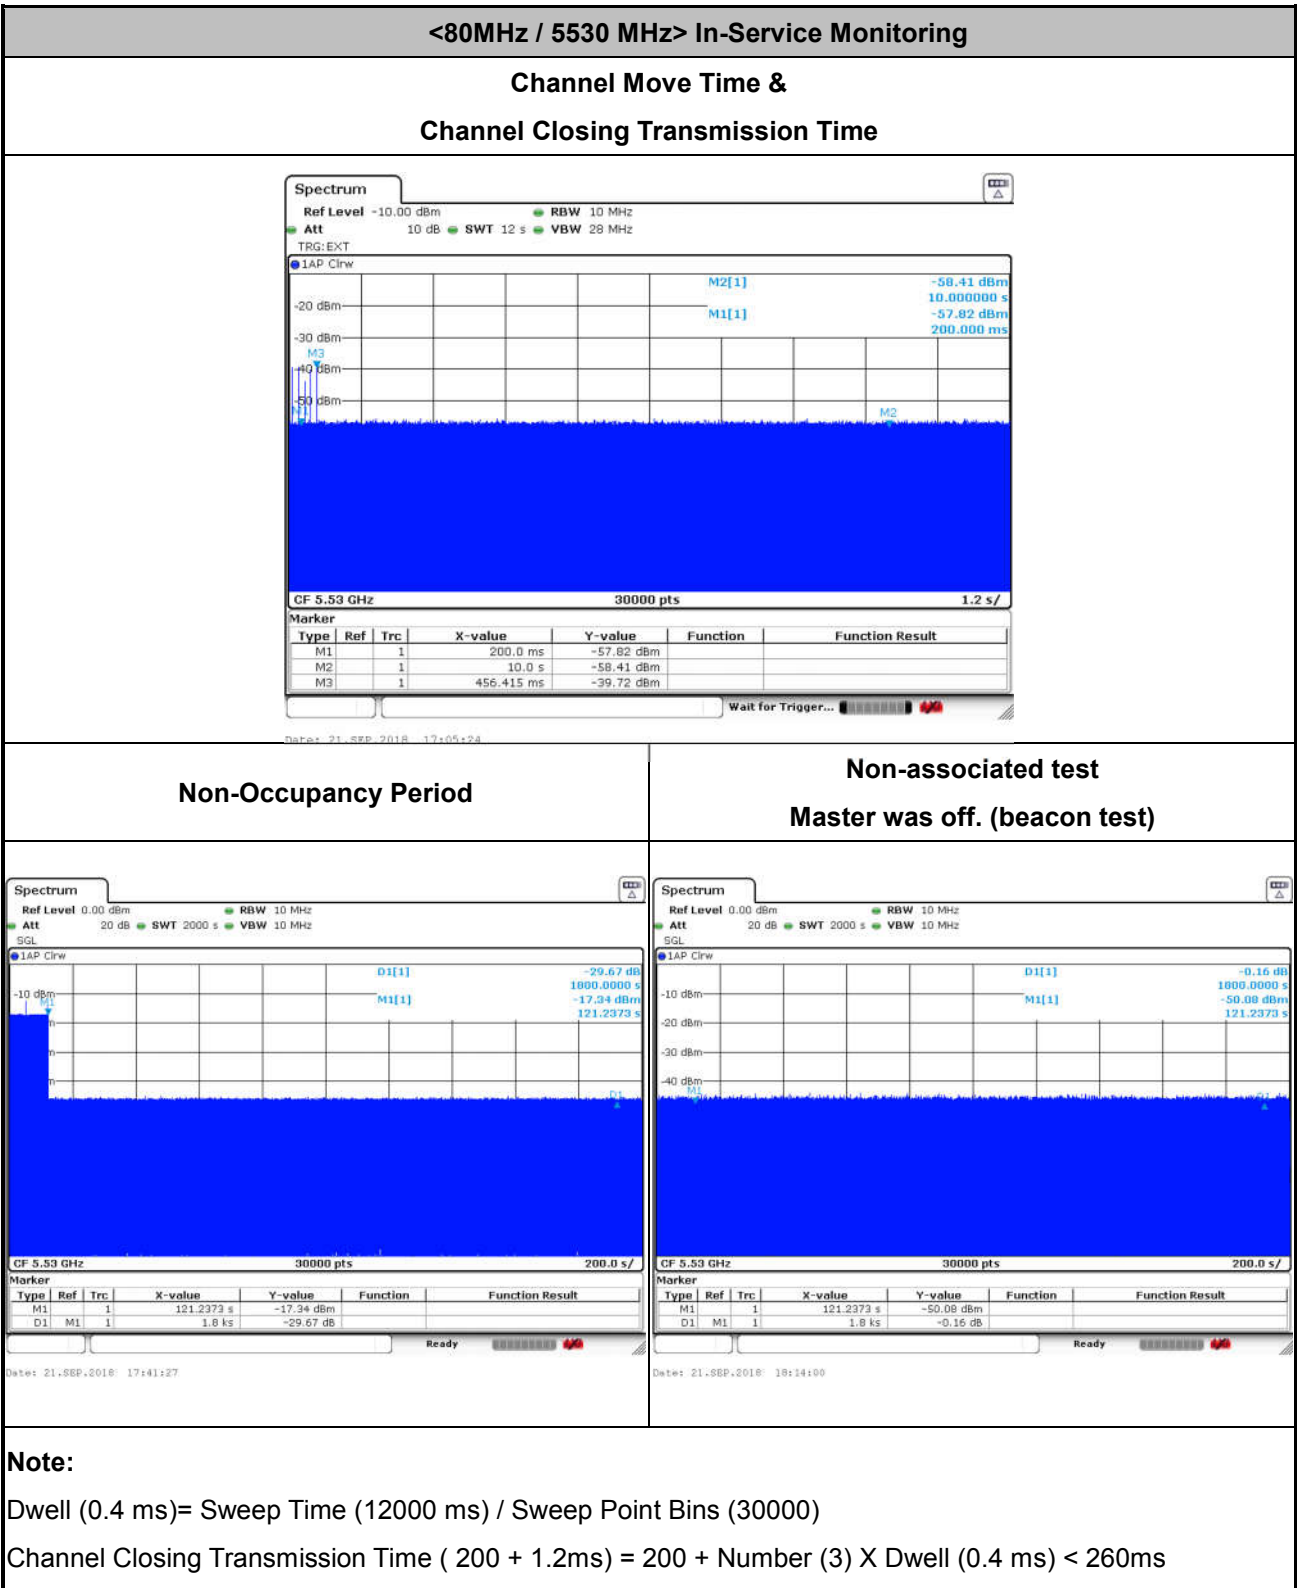 <80MHz / 5530 MHz> In-Service Monitoring
Channel Move Time &
Channel Closing Transmission Time
Spectrum
Ref Level -10.00 dBm RBW 10 MHz
Att 10 dB SWT 12 s VBW 28 MHz
TRG:EXT
1AP Clrw
M2[1] -58.41 dBm
10.000000 s
-20 dBm
M1[1] -57.82 dBm
200.000 ms
-30 dBm
M3
-40 dBm
-50 dBm
M1
M2
CF 5.53 GHz 30000 pts 1.2 s/
Marker
Type Ref Trc X-value Y-value Function Function Result
M1 1 200.0 ms -57.82 dBm
M2 1 10.0 s -58.41 dBm
M3 1 456.415 ms -39.72 dBm
Wait for Trigger...
Date: 21.SEP.2018 17:05:24
Non-Occupancy Period
Non-associated test
Master was off. (beacon test)
Spectrum
Ref Level 0.00 dBm RBW 10 MHz
Att 20 dB SWT 2000 s VBW 10 MHz
SGL
1AP Clrw
D1[1] -29.67 dB
1800.0000 s
-10 dBm
M1[1] -17.34 dBm
121.2373 s
M1
D1
CF 5.53 GHz 30000 pts 200.0 s/
Marker
Type Ref Trc X-value Y-value Function Function Result
M1 1 121.2373 s -17.34 dBm
D1 M1 1 1.8 ks -29.67 dB
Ready
Date: 21.SEP.2018 17:41:27
Spectrum
Ref Level 0.00 dBm RBW 10 MHz
Att 20 dB SWT 2000 s VBW 10 MHz
SGL
1AP Clrw
D1[1] -0.16 dB
1800.0000 s
-10 dBm
M1[1] -50.08 dBm
121.2373 s
-20 dBm
-30 dBm
-40 dBm
M1
D1
CF 5.53 GHz 30000 pts 200.0 s/
Marker
Type Ref Trc X-value Y-value Function Function Result
M1 1 121.2373 s -50.08 dBm
D1 M1 1 1.8 ks -0.16 dB
Ready
Date: 21.SEP.2018 18:14:00
Note:
Dwell (0.4 ms)= Sweep Time (12000 ms) / Sweep Point Bins (30000)
Channel Closing Transmission Time ( 200 + 1.2ms) = 200 + Number (3) X Dwell (0.4 ms) < 260ms